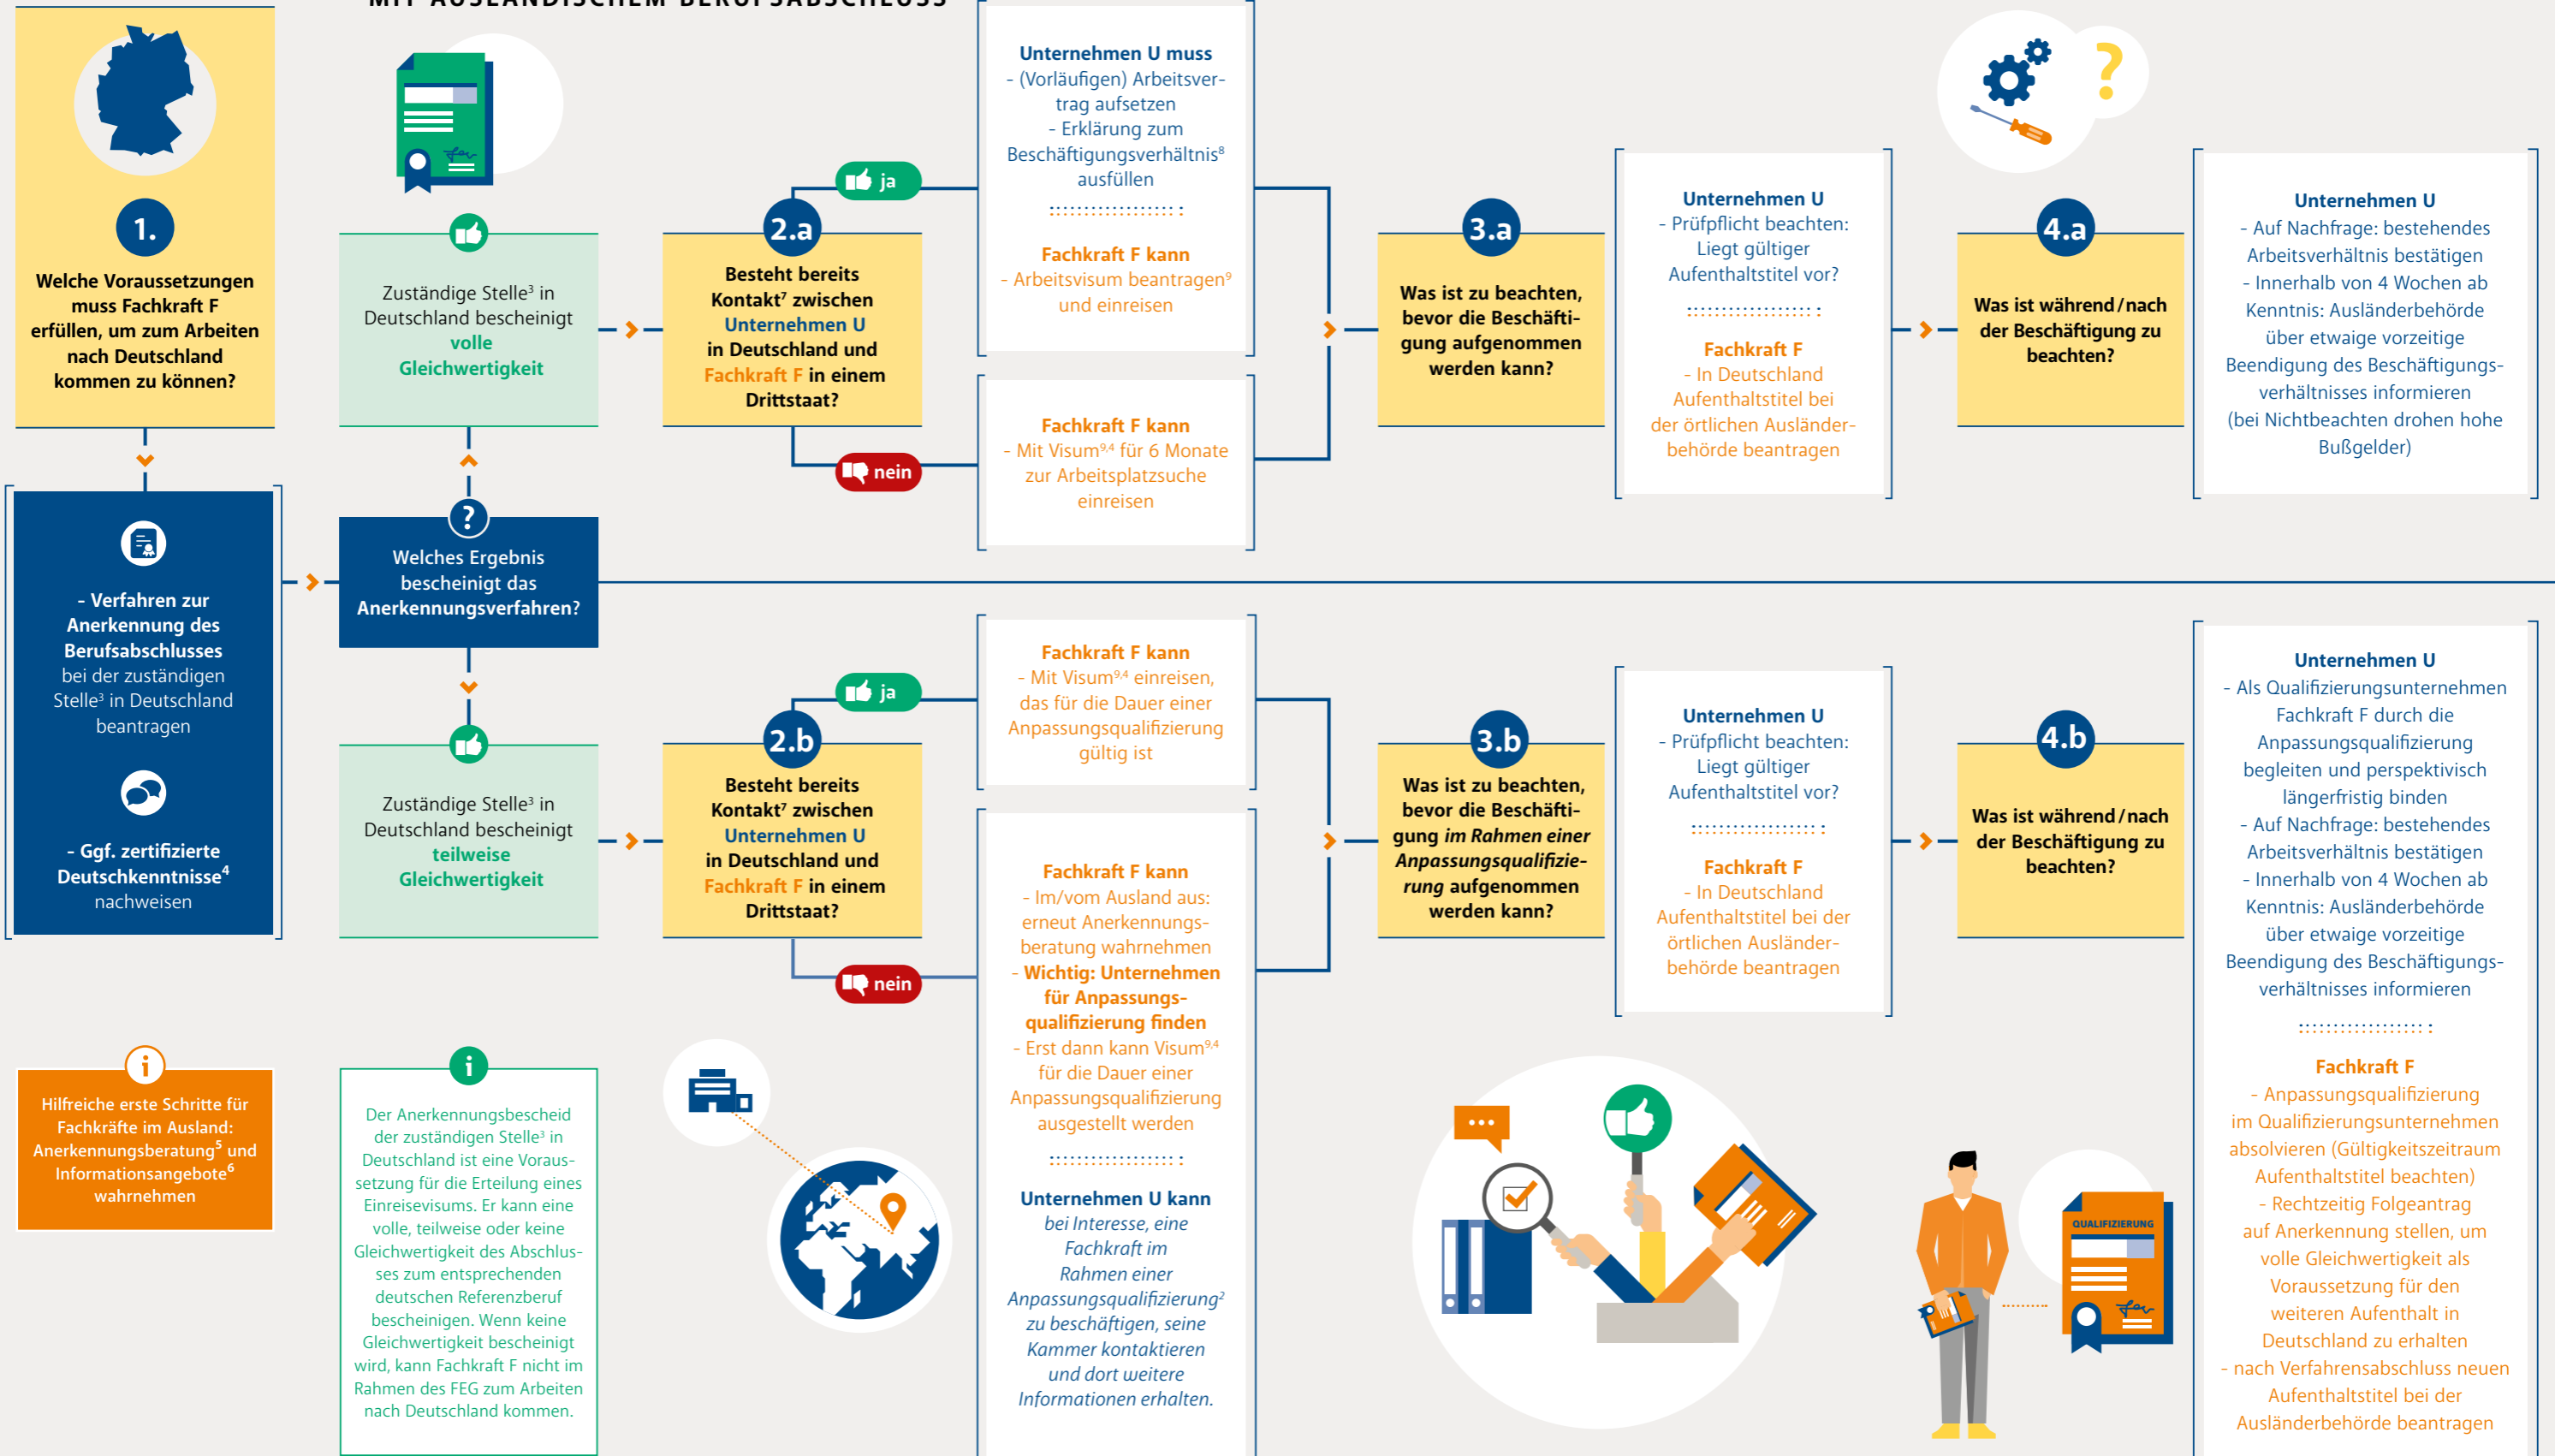 MIT AUSLÄNDISCHEM BERUFSABSCHLUSS
1.
Welche Voraussetzungen
muss Fachkraft F
erfüllen, um zum Arbeiten
nach Deutschland
kommen zu können?
- Verfahren zur
Anerkennung des
Berufsabschlusses
bei der zuständigen
Stelle³ in Deutschland
beantragen
- Ggf. zertifizierte
Deutschkenntnisse⁴
nachweisen
i
Hilfreiche erste Schritte für
Fachkräfte im Ausland:
Anerkennungsberatung⁵ und
Informationsangebote⁶
wahrnehmen
?
Welches Ergebnis
bescheinigt das
Anerkennungsverfahren?
Zuständige Stelle³ in
Deutschland bescheinigt
volle
Gleichwertigkeit
2.a
Besteht bereits
Kontakt⁷ zwischen
Unternehmen U
in Deutschland und
Fachkraft F in einem
Drittstaat?
ja
Unternehmen U muss
- (Vorläufigen) Arbeitsver-
trag aufsetzen
- Erklärung zum
Beschäftigungsverhältnis⁸
ausfüllen
Fachkraft F kann
- Arbeitsvisum beantragen⁹
und einreisen
nein
Fachkraft F kann
- Mit Visum⁹,⁴ für 6 Monate
zur Arbeitsplatzsuche
einreisen
3.a
Was ist zu beachten,
bevor die Beschäfti-
gung aufgenommen
werden kann?
Unternehmen U
- Prüfpflicht beachten:
Liegt gültiger
Aufenthaltstitel vor?
Fachkraft F
- In Deutschland
Aufenthaltstitel bei
der örtlichen Auslän­der-
behörde beantragen
?
4.a
Was ist während/nach
der Beschäftigung zu
beachten?
Unternehmen U
- Auf Nachfrage: bestehendes
Arbeitsverhältnis bestätigen
- Innerhalb von 4 Wochen ab
Kenntnis: Ausländerbehörde
über etwaige vorzeitige
Beendigung des Beschäftigungs-
verhältnisses informieren
(bei Nichtbeachten drohen hohe
Bußgelder)
Zuständige Stelle³ in
Deutschland bescheinigt
teilweise
Gleichwertigkeit
i
Der Anerkennungsbescheid
der zuständigen Stelle³ in
Deutschland ist eine Voraus-
setzung für die Erteilung eines
Einreisevisums. Er kann eine
volle, teilweise oder keine
Gleichwertigkeit des Abschlus-
ses zum entsprechenden
deutschen Referenzberuf
bescheinigen. Wenn keine
Gleichwertigkeit bescheinigt
wird, kann Fachkraft F nicht im
Rahmen des FEG zum Arbeiten
nach Deutschland kommen.
2.b
Besteht bereits
Kontakt⁷ zwischen
Unternehmen U
in Deutschland und
Fachkraft F in einem
Drittstaat?
ja
Fachkraft F kann
- Mit Visum⁹,⁴ einreisen,
das für die Dauer einer
Anpassungsqualifizierung
gültig ist
nein
Fachkraft F kann
- Im/vom Ausland aus:
erneut Anerkennungs-
beratung wahrnehmen
- Wichtig: Unternehmen
für Anpassungs-
qualifizierung finden
- Erst dann kann Visum⁹,⁴
für die Dauer einer
Anpassungsqualifizierung
ausgestellt werden
Unternehmen U kann
bei Interesse, eine
Fachkraft im
Rahmen einer
Anpassungsqualifizierung²
zu beschäftigen, seine
Kammer kontaktieren
und dort weitere
Informationen erhalten.
3.b
Was ist zu beachten,
bevor die Beschäfti-
gung im Rahmen einer
Anpassungsqualifizie-
rung aufgenommen
werden kann?
Unternehmen U
- Prüfpflicht beachten:
Liegt gültiger
Aufenthaltstitel vor?
Fachkraft F
- In Deutschland
Aufenthaltstitel bei der
örtlichen Ausländer-
behörde beantragen
4.b
Was ist während/nach
der Beschäftigung zu
beachten?
Unternehmen U
- Als Qualifizierungsunternehmen
Fachkraft F durch die
Anpassungsqualifizierung
begleiten und perspektivisch
längerfristig binden
- Auf Nachfrage: bestehendes
Arbeitsverhältnis bestätigen
- Innerhalb von 4 Wochen ab
Kenntnis: Ausländerbehörde
über etwaige vorzeitige
Beendigung des Beschäftigungs-
verhältnisses informieren
Fachkraft F
- Anpassungsqualifizierung
im Qualifizierungsunternehmen
absolvieren (Gültigkeitszeitraum
Aufenthaltstitel beachten)
- Rechtzeitig Folgeantrag
auf Anerkennung stellen, um
volle Gleichwertigkeit als
Voraussetzung für den
weiteren Aufenthalt in
Deutschland zu erhalten
- nach Verfahrensabschluss neuen
Aufenthaltstitel bei der
Ausländerbehörde beantragen
QUALIFIZIERUNG